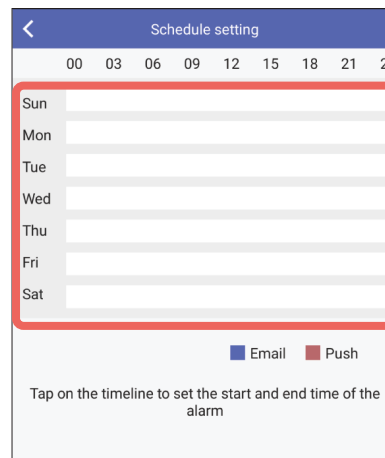 Schedule setting
00 03 06 09 12 15 18 21
Sun
Mon
Tue
Wed
Thu
Fri
Sat
Email Push
Tap on the timeline to set the start and end time of the
alarm